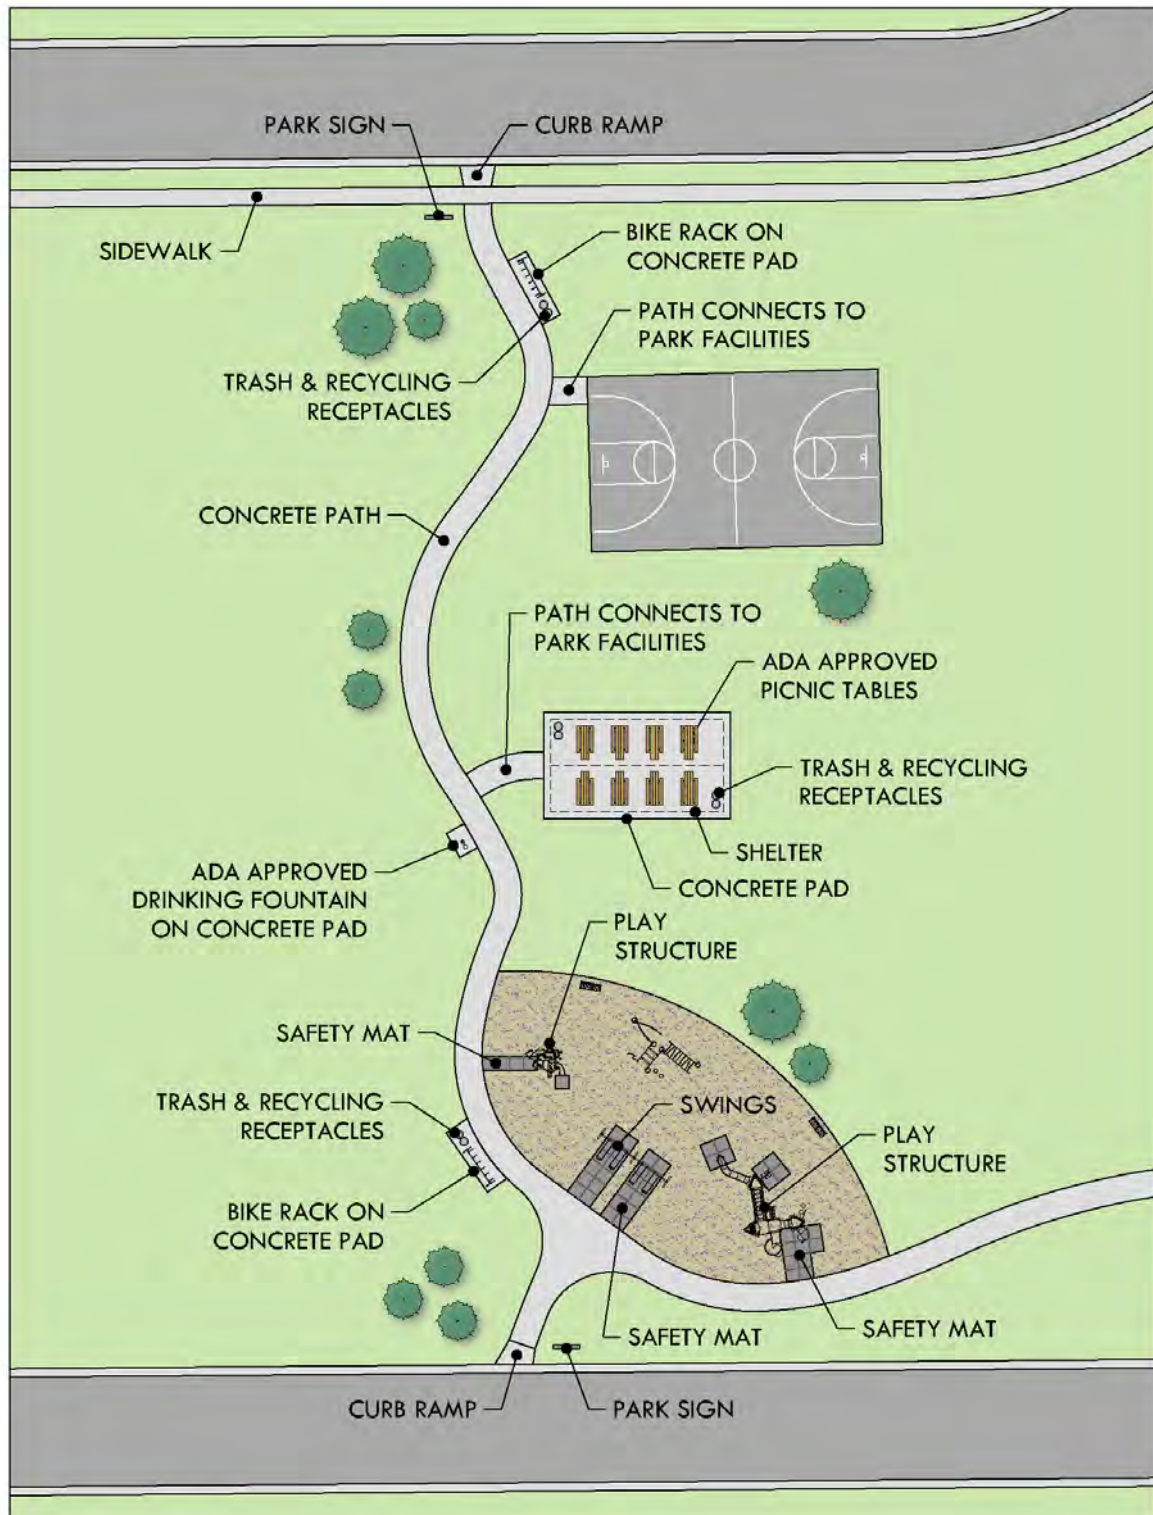 PARK SIGN
CURB RAMP
SIDEWALK
BIKE RACK ON
CONCRETE PAD
PATH CONNECTS TO
PARK FACILITIES
TRASH & RECYCLING
RECEPTACLES
CONCRETE PATH
PATH CONNECTS TO
PARK FACILITIES
ADA APPROVED
PICNIC TABLES
TRASH & RECYCLING
RECEPTACLES
SHELTER
CONCRETE PAD
ADA APPROVED
DRINKING FOUNTAIN
ON CONCRETE PAD
PLAY
STRUCTURE
SAFETY MAT
TRASH & RECYCLING
RECEPTACLES
SWINGS
PLAY
STRUCTURE
BIKE RACK ON
CONCRETE PAD
SAFETY MAT
SAFETY MAT
CURB RAMP
PARK SIGN